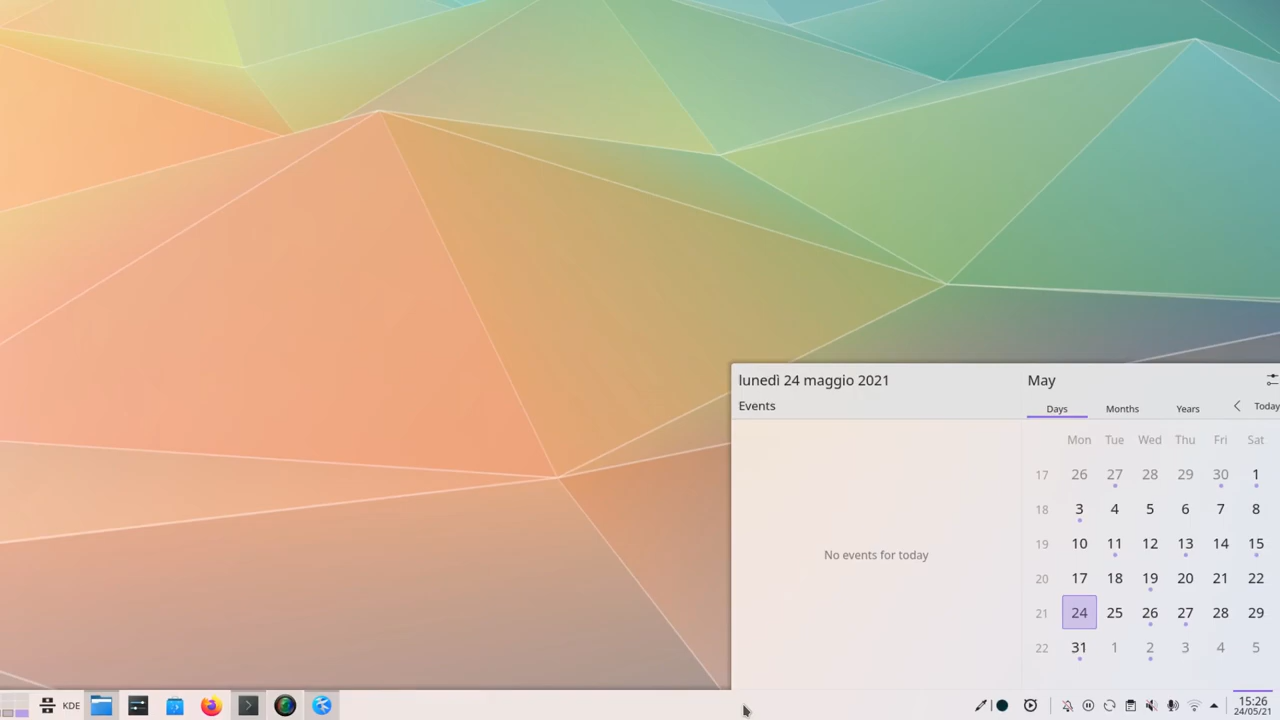 lunedì 24 maggio 2021
Events
No events for today
May
Days Months Years Today
Mon Tue Wed Thu Fri Sat
17 26 27 28 29 30 1
18 3 4 5 6 7 8
19 10 11 12 13 14 15
20 17 18 19 20 21 22
21 24 25 26 27 28 29
22 31 1 2 3 4 5
KDE
15:26
24/05/21